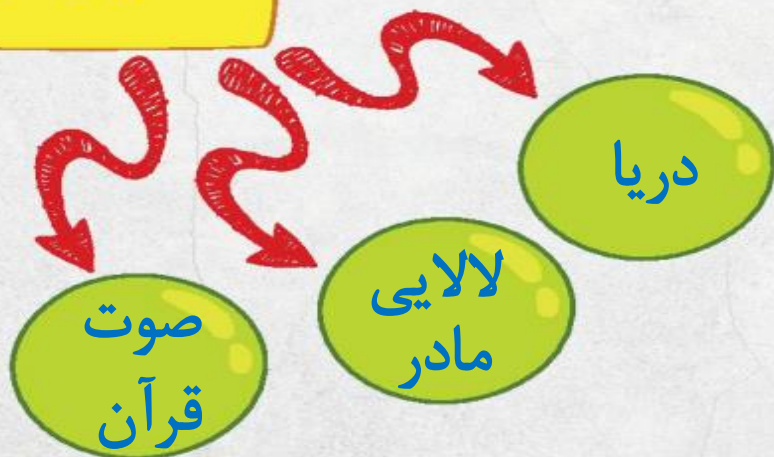 دریا
لالایی
مادر
صوت
قرآن